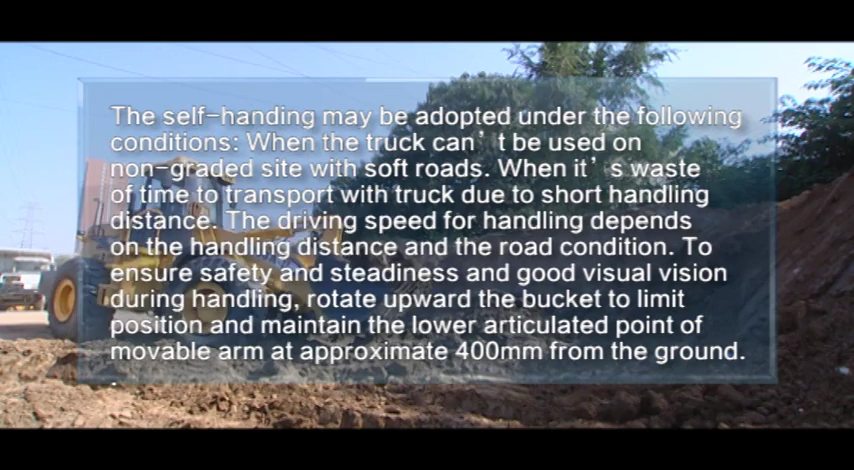 The self-handing may be adopted under the following
conditions: When the truck can't be used on
non-graded site with soft roads. When it's waste
of time to transport with truck due to short handling
distance. The driving speed for handling depends
on the handling distance and the road condition. To
ensure safety and steadiness and good visual vision
during handling, rotate upward the bucket to limit
position and maintain the lower articulated point of
movable arm at approximate 400mm from the ground.
.